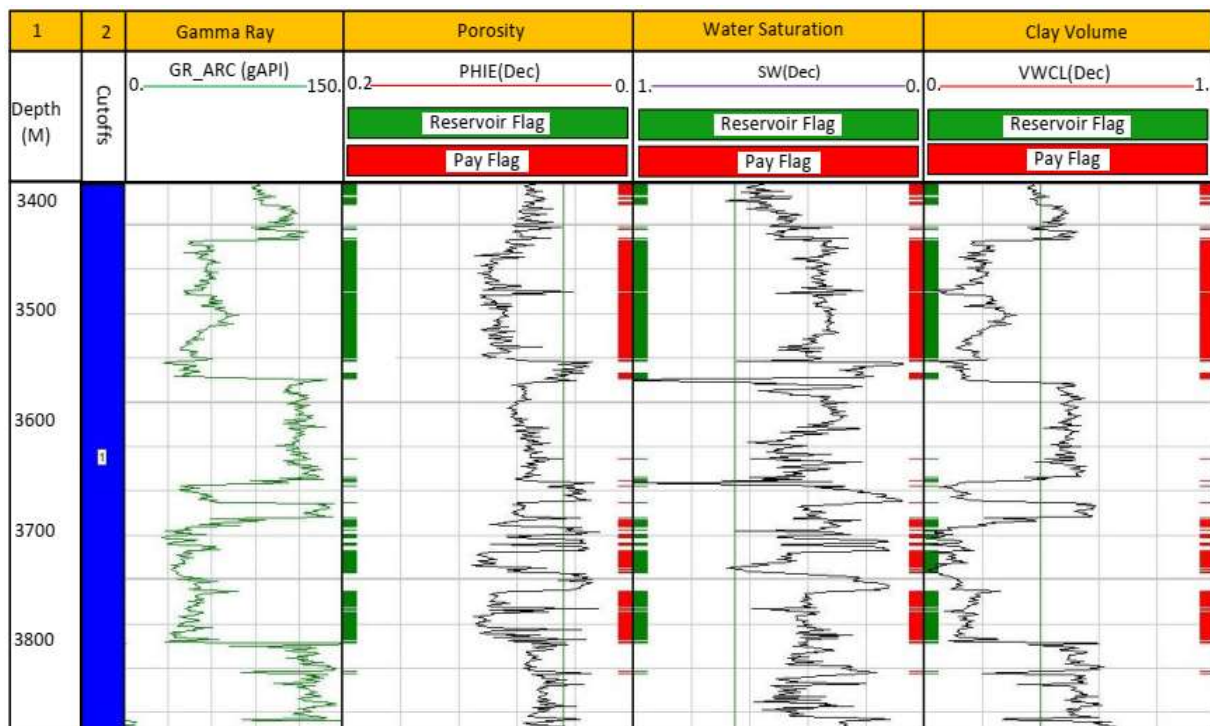 1 2 Gamma Ray Porosity Water Saturation Clay Volume
Depth (M)
Cutoffs
GR_ARC (gAPI)
0. 150.
PHIE(Dec)
0.2 0.
Reservoir Flag
Pay Flag
SW(Dec)
1. 0.
Reservoir Flag
Pay Flag
VWCL(Dec)
0. 1.
Reservoir Flag
Pay Flag
3400
3500
3600
1
3700
3800